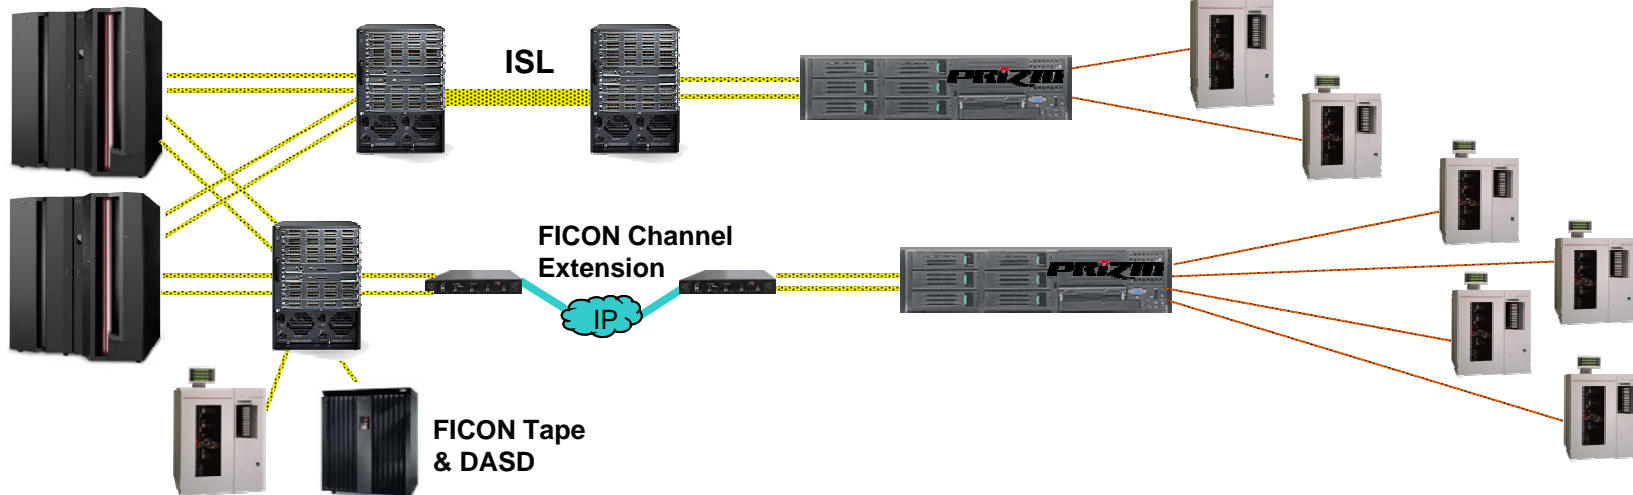 ISL
PRIZM
FICON Channel
Extension
IP
PRIZM
FICON Tape
& DASD